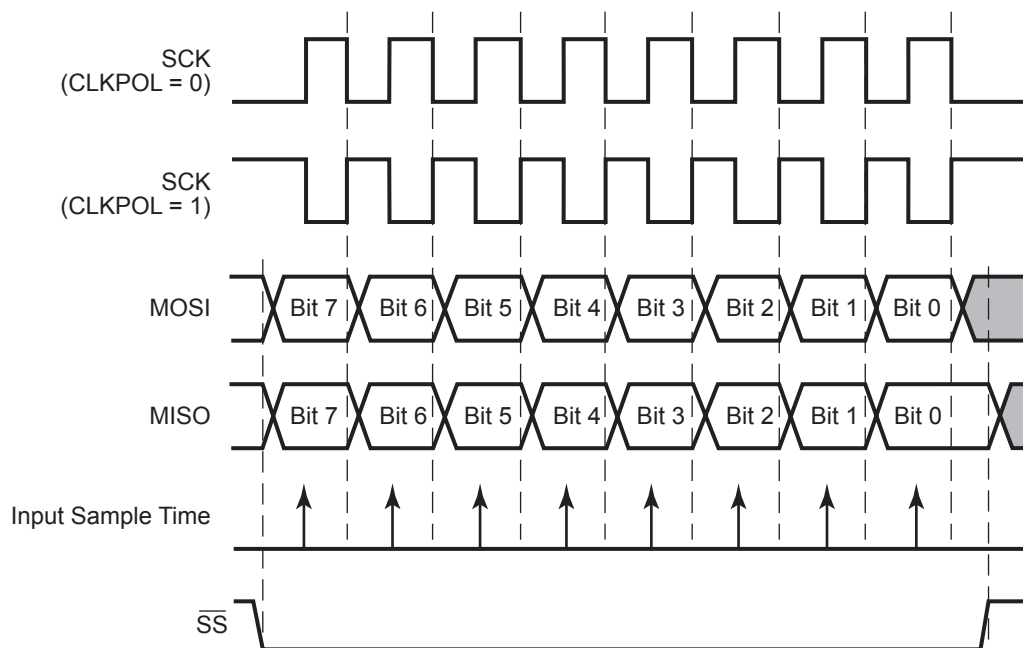 SCK
(CLKPOL = 0)
SCK
(CLKPOL = 1)
MOSI
Bit 7 Bit 6 Bit 5 Bit 4 Bit 3 Bit 2 Bit 1 Bit 0
MISO
Bit 7 Bit 6 Bit 5 Bit 4 Bit 3 Bit 2 Bit 1 Bit 0
Input Sample Time
S̅S̅